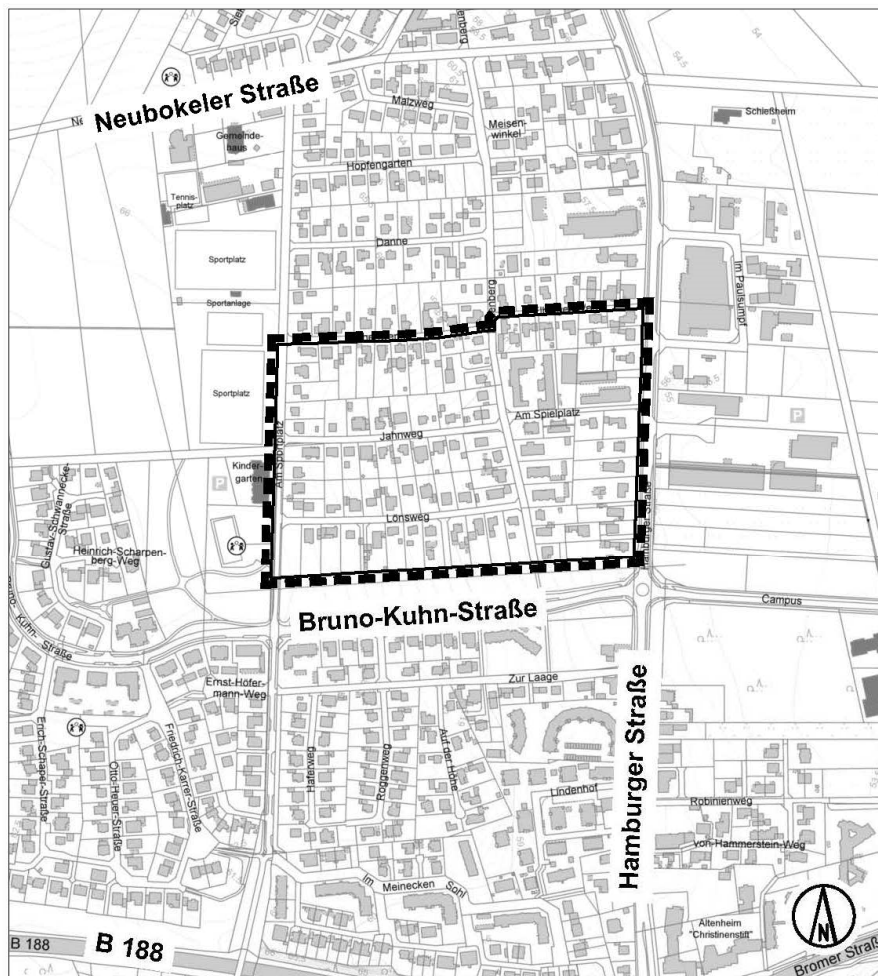 Neubokeler Straße
Malzweg
Meisen-
winkel
Schießheim
Gemeinde-
haus
Hopfengarten
Tennis-
platz
Danne
Sportplatz
Im Paulsumpf
Sportanlage
Sportplatz
Am Spielplatz
Am Sportplatz
Jahnweg
P
Kinder-
garten
P
Gustav-Schwannecke-
Straße
Lönsweg
Hamburger Straße
Heinrich-Scharpen-
berg-Weg
Campus
Bruno-Kuhn-Straße
Bruno-Kuhn-Straße
Zur Laage
Ernst-Höfer-
mann-Weg
Hamburger Straße
Erich-Schaper-Straße
Otto-Heuer-Straße
Friedrich-Karrer-Straße
Haferweg
Roggenweg
Auf der Höhe
Lindenhof
Robinienweg
von-Hammerstein-Weg
Im Meinecken Sohl
Altenheim
"Christinenstift"
N
B 188
B 188
Bromer Straß